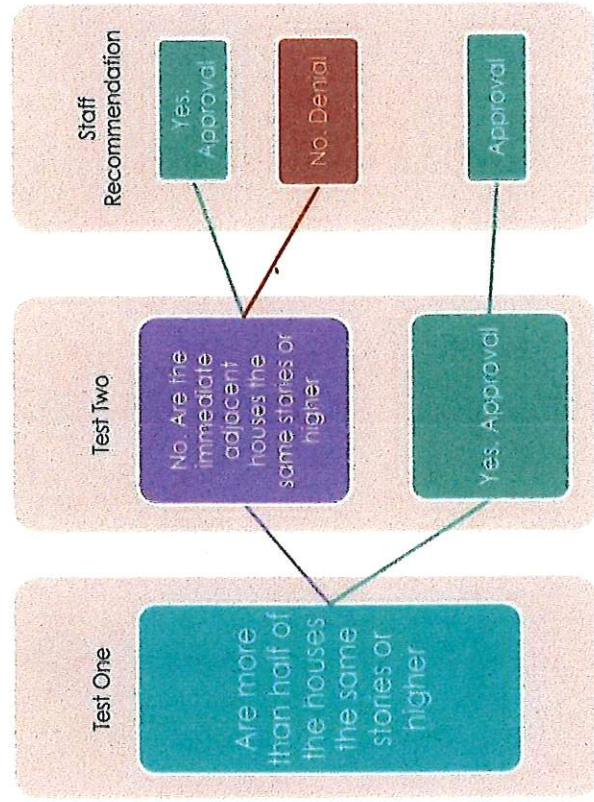 Test One
Are more
than half of
the houses
the same
stories or
higher
Test Two
No. Are the
immediate
adjacent
houses the
same stories or
higher
Yes. Approval
Staff
Recommendation
Yes.
Approval
No. Denial
Approval